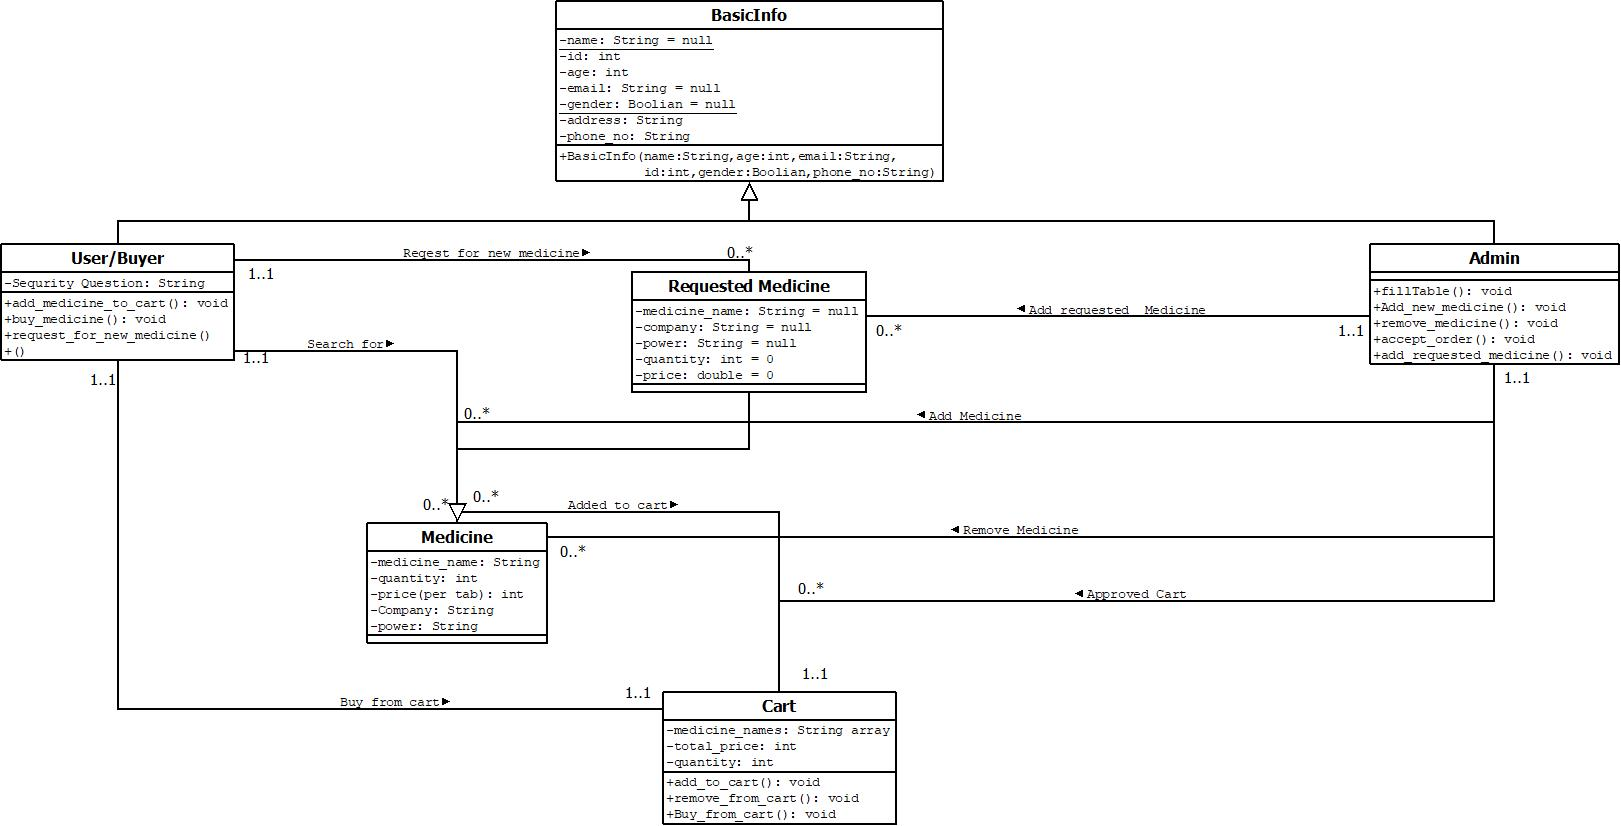 BasicInfo
-name: String = null
-id: int
-age: int
-email: String = null
-gender: Boolian = null
-address: String
-phone_no: String
+BasicInfo(name:String,age:int,email:String,
id:int,gender:Boolian,phone_no:String)
User/Buyer
-Sequrity Question: String
+add_medicine_to_cart(): void
+buy_medicine(): void
+request_for_new_medicine()
+()
Reqest for new medicine►
1..1
0..*
Requested Medicine
-medicine_name: String = null
-company: String = null
-power: String = null
-quantity: int = 0
-price: double = 0
◄Add requested  Medicine
0..*
1..1
Admin
+fillTable(): void
+Add_new_medicine(): void
+remove_medicine(): void
+accept_order(): void
+add_requested_medicine(): void
Search for►
1..1
1..1
1..1
0..*
◄Add Medicine
0..*
0..*
Added to cart►
Medicine
-medicine_name: String
-quantity: int
-price(per tab): int
-Company: String
-power: String
◄Remove Medicine
0..*
0..*
◄Approved Cart
1..1
1..1
Buy from cart►
Cart
-medicine_names: String array
-total_price: int
-quantity: int
+add_to_cart(): void
+remove_from_cart(): void
+Buy_from_cart(): void